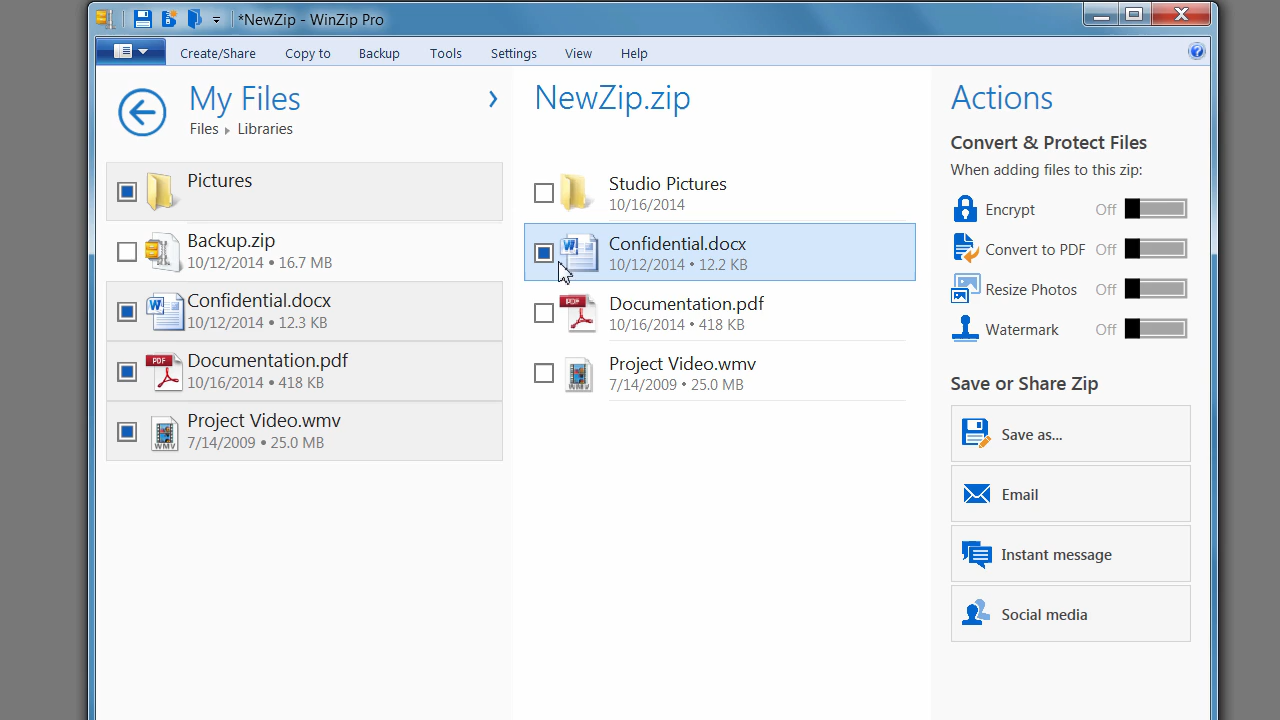 *NewZip - WinZip Pro
Create/Share Copy to Backup Tools Settings View Help
My Files
Files Libraries
Pictures
Backup.zip
10/12/2014 • 16.7 MB
Confidential.docx
10/12/2014 • 12.3 KB
PDF
Documentation.pdf
10/16/2014 • 418 KB
Project Video.wmv
7/14/2009 • 25.0 MB
WMV
NewZip.zip
Studio Pictures
10/16/2014
Confidential.docx
10/12/2014 • 12.2 KB
PDF
Documentation.pdf
10/16/2014 • 418 KB
Project Video.wmv
7/14/2009 • 25.0 MB
WMV
Actions
Convert & Protect Files
When adding files to this zip:
Encrypt Off
Convert to PDF Off
Resize Photos Off
Watermark Off
Save or Share Zip
Save as...
Email
Instant message
Social media